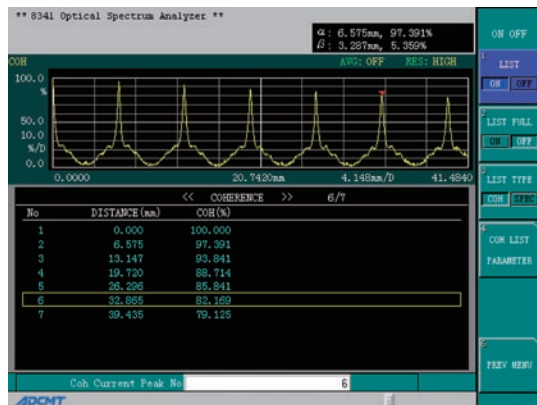 ** 8341 Optical Spectrum Analyzer **
α: 6.575mm, 97.391%
β: 3.287mm, 5.359%
COH AVG: OFF RES: HIGH
100.0
%
50.0
10.0
%/D
0.0
0.0000 20.7420mm 4.148mm/D 41.4840
<< COHERENCE >> 6/7
No DISTANCE(mm) COH(%)
1 0.000 100.000
2 6.575 97.391
3 13.147 93.841
4 19.720 88.714
5 26.296 85.841
6 32.865 82.169
7 39.435 79.125
Coh Current Peak No 6
ADCMT
ON OFF
1
LIST
ON OFF
2
LIST FULL
ON OFF
3
LIST TYPE
COH SPEC
4
COH LIST
PARAMETER
PREV MENU